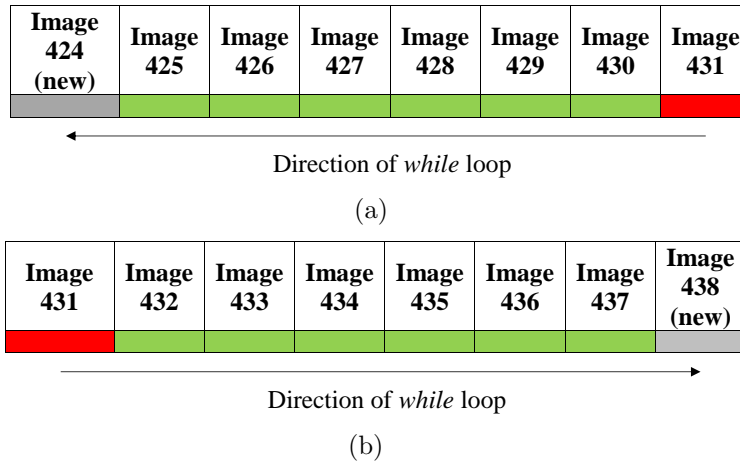 Image 424 (new) Image 425 Image 426 Image 427 Image 428 Image 429 Image 430 Image 431
Direction of while loop
(a)
Image 431 Image 432 Image 433 Image 434 Image 435 Image 436 Image 437 Image 438 (new)
Direction of while loop
(b)